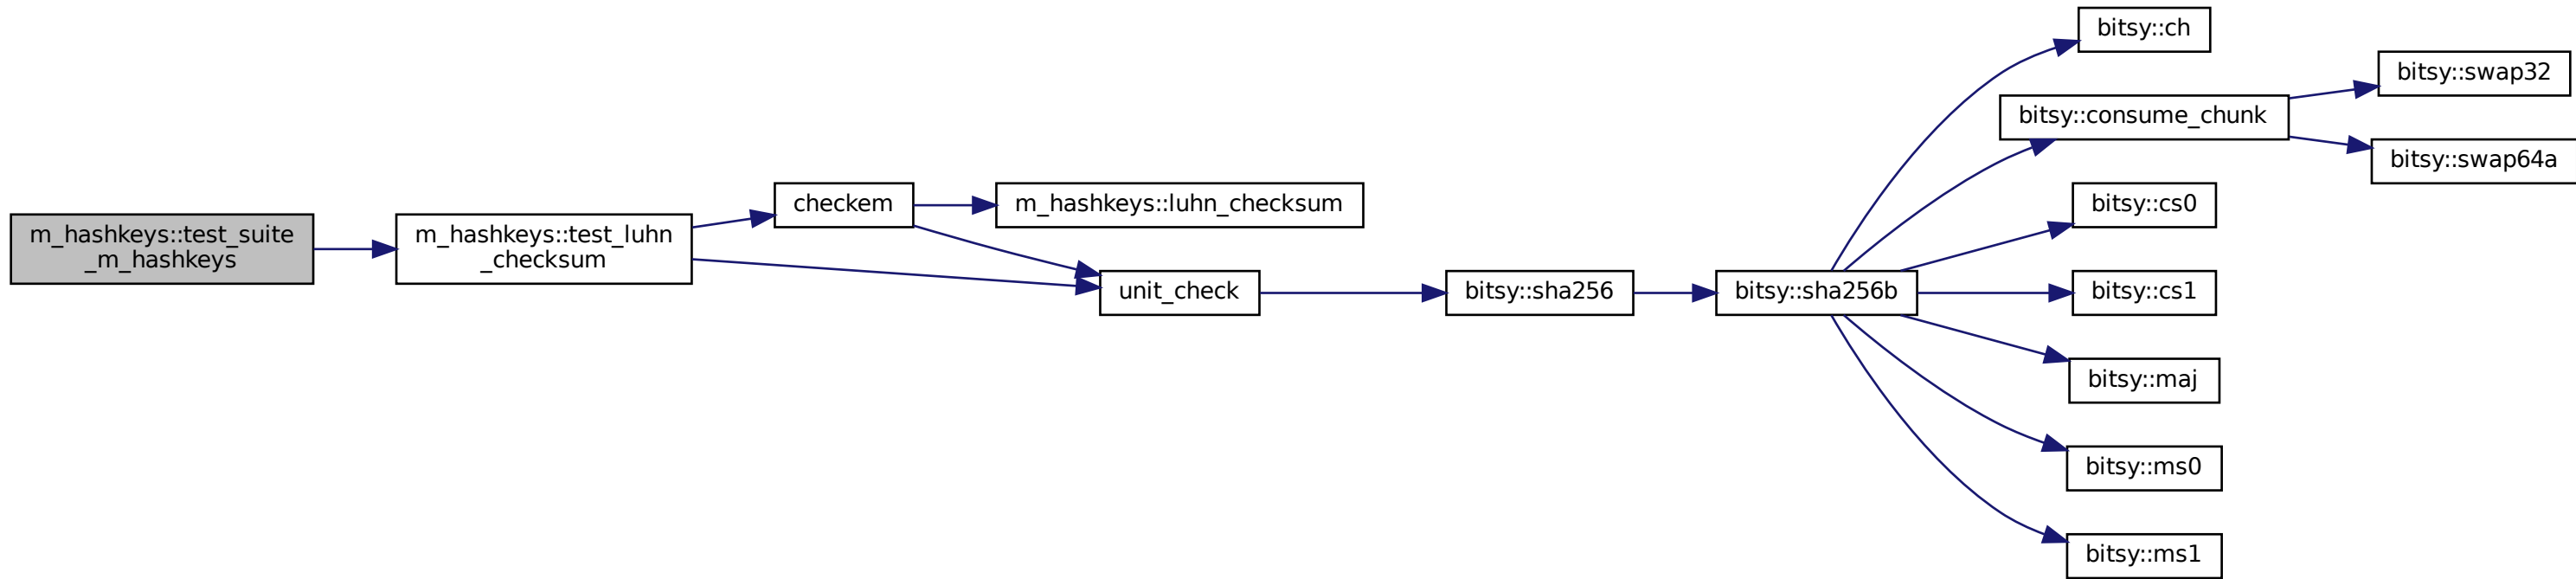 m_hashkeys::test_suite
_m_hashkeys
m_hashkeys::test_luhn
_checksum
checkem
m_hashkeys::luhn_checksum
unit_check
bitsy::sha256
bitsy::sha256b
bitsy::ch
bitsy::consume_chunk
bitsy::swap32
bitsy::swap64a
bitsy::cs0
bitsy::cs1
bitsy::maj
bitsy::ms0
bitsy::ms1